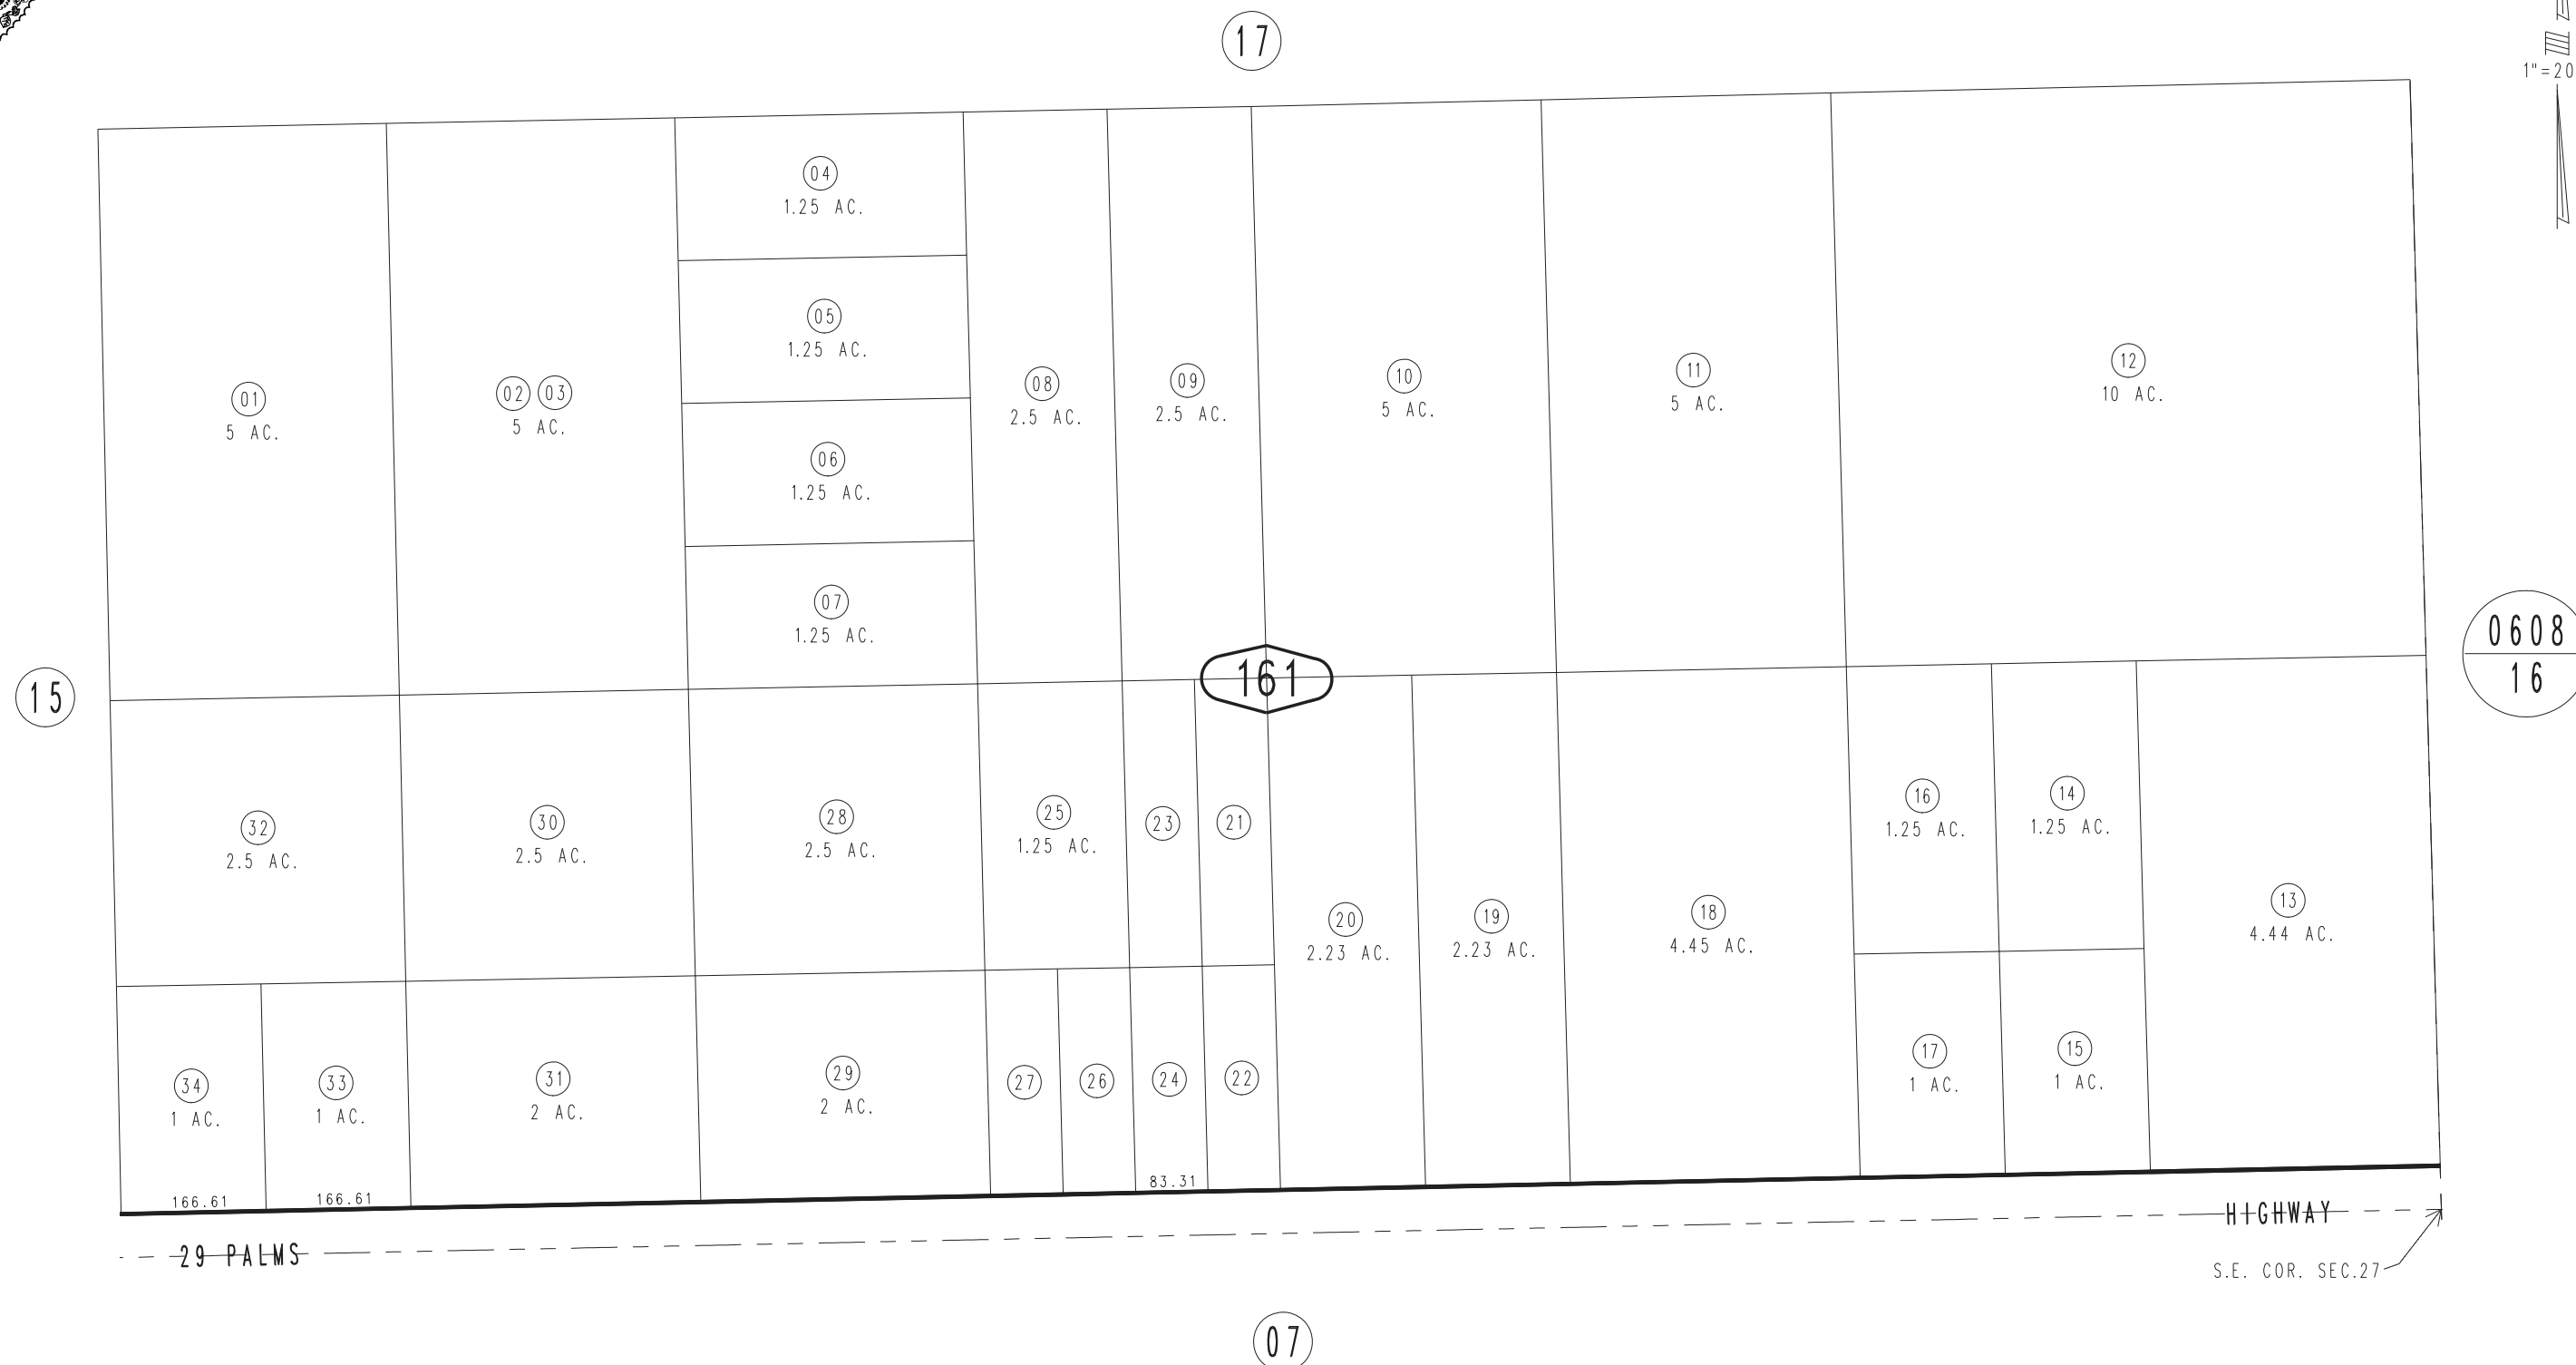 17
1"=20
04
1.25 AC.
05
1.25 AC.
06
1.25 AC.
07
1.25 AC.
01
5 AC.
02 03
5 AC.
08
2.5 AC.
09
2.5 AC.
10
5 AC.
11
5 AC.
12
10 AC.
15
161
0608
16
32
2.5 AC.
30
2.5 AC.
28
2.5 AC.
25
1.25 AC.
23
21
20
2.23 AC.
19
2.23 AC.
18
4.45 AC.
16
1.25 AC.
14
1.25 AC.
13
4.44 AC.
34
1 AC.
33
1 AC.
31
2 AC.
29
2 AC.
27
26
24
22
17
1 AC.
15
1 AC.
166.61
166.61
83.31
29 PALMS
HIGHWAY
S.E. COR. SEC.27
07